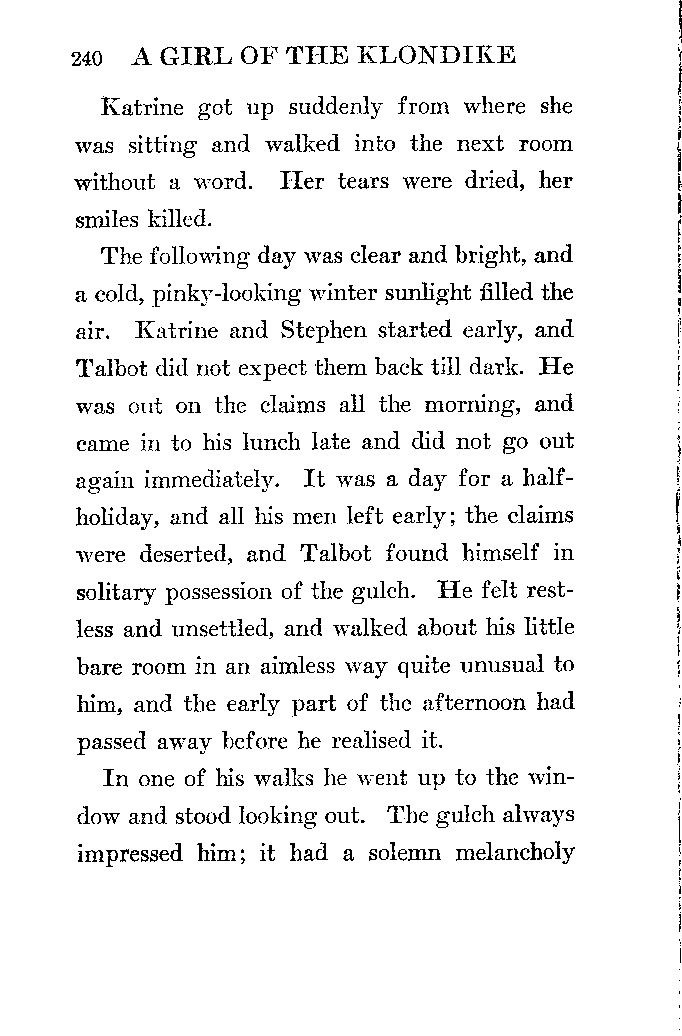 240 A GIRL OF THE KLONDIKE
Katrine got up suddenly from where she
was sitting and walked into the next room
without a word. Her tears were dried, her
smiles killed.
The following day was clear and bright, and
a cold, pinky-looking winter sunlight filled the
air. Katrine and Stephen started early, and
Talbot did not expect them back till dark. He
was out on the claims all the morning, and
came in to his lunch late and did not go out
again immediately. It was a day for a half-
holiday, and all his men left early; the claims
were deserted, and Talbot found himself in
solitary possession of the gulch. He felt rest-
less and unsettled, and walked about his little
bare room in an aimless way quite unusual to
him, and the early part of the afternoon had
passed away before he realised it.
In one of his walks he went up to the win-
dow and stood looking out. The gulch always
impressed him; it had a solemn melancholy